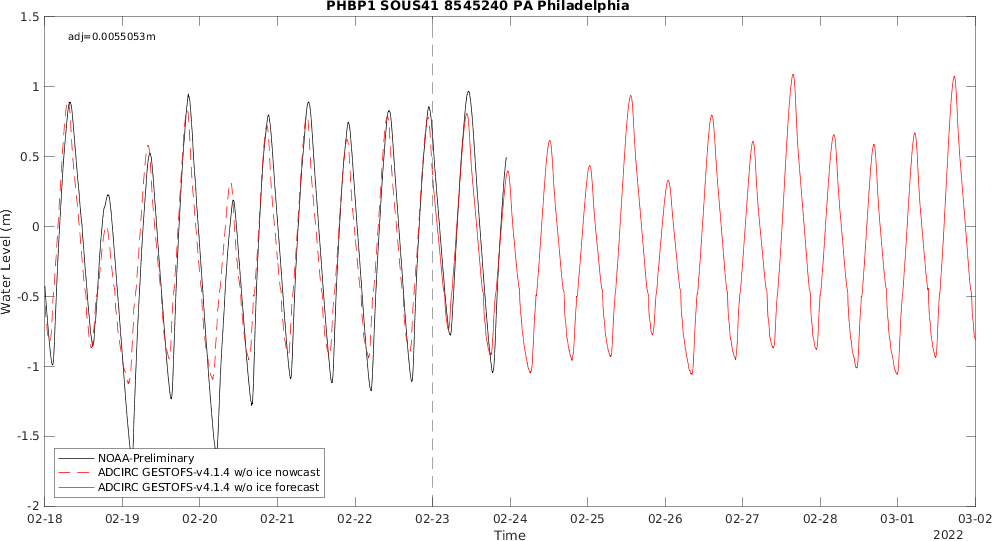 PHBP1 SOUS41 8545240 PA Philadelphia
adj=0.0055053m
1.5
1
0.5
0
-0.5
-1
-1.5
-2
Water Level (m)
NOAA-Preliminary
ADCIRC GESTOFS-v4.1.4 w/o ice nowcast
ADCIRC GESTOFS-v4.1.4 w/o ice forecast
02-18 02-19 02-20 02-21 02-22 02-23 02-24 02-25 02-26 02-27 02-28 03-01 03-02
Time
2022